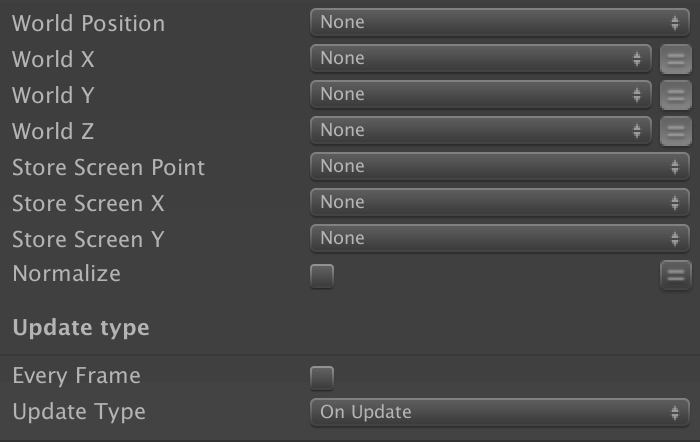 World Position None
World X None
World Y None
World Z None
Store Screen Point None
Store Screen X None
Store Screen Y None
Normalize
Update type
Every Frame
Update Type On Update